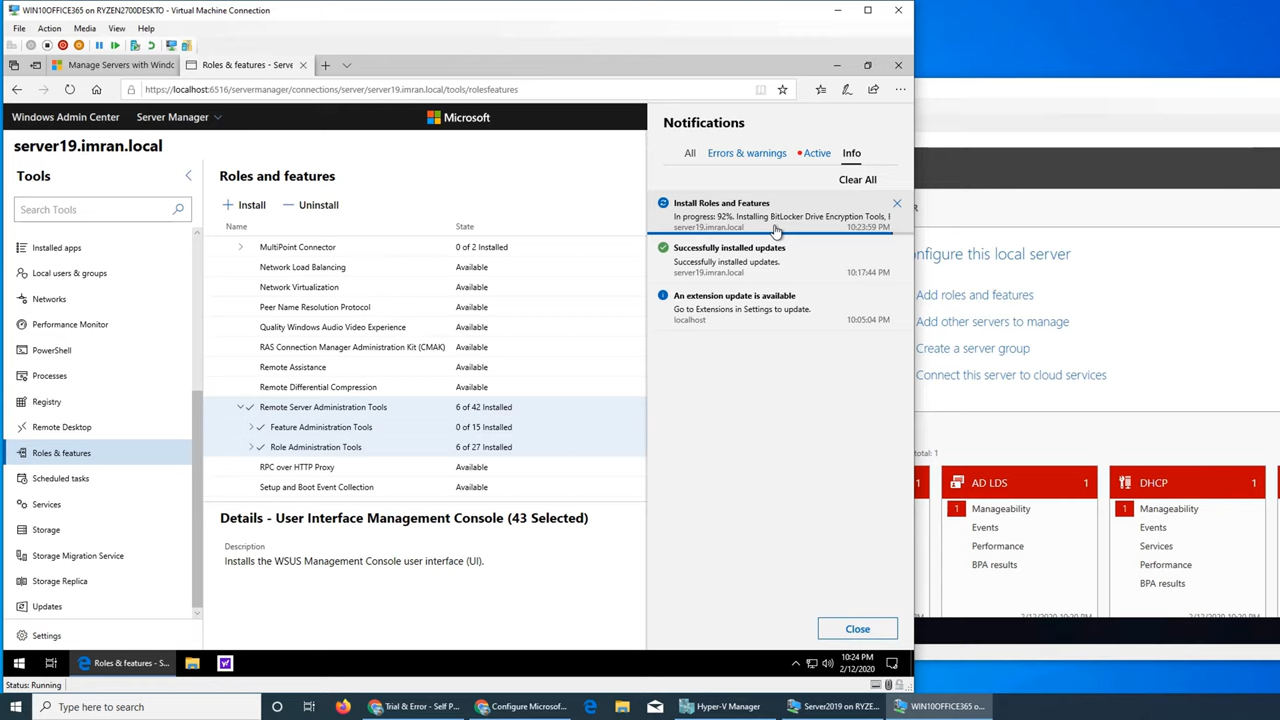 WIN10OFFICE365 on RYZEN2700DESKTO - Virtual Machine Connection
File Action Media View Help
Manage Servers with Windo
Roles & features - Serve
https://localhost:6516/servermanager/connections/server/server19.imran.local/tools/rolesfeatures
Windows Admin Center Server Manager Microsoft
server19.imran.local
Tools
Search Tools
Installed apps
Local users & groups
Networks
Performance Monitor
PowerShell
Processes
Registry
Remote Desktop
Roles & features
Scheduled tasks
Services
Storage
Storage Migration Service
Storage Replica
Updates
Settings
Roles and features
Install Uninstall
Name State
MultiPoint Connector 0 of 2 Installed
Network Load Balancing Available
Network Virtualization Available
Peer Name Resolution Protocol Available
Quality Windows Audio Video Experience Available
RAS Connection Manager Administration Kit (CMAK) Available
Remote Assistance Available
Remote Differential Compression Available
Remote Server Administration Tools 6 of 42 Installed
Feature Administration Tools 0 of 15 Installed
Role Administration Tools 6 of 27 Installed
RPC over HTTP Proxy Available
Setup and Boot Event Collection Available
Details - User Interface Management Console (43 Selected)
Description
Installs the WSUS Management Console user interface (UI).
Notifications
All Errors & warnings Active Info
Clear All
Install Roles and Features
In progress: 92%. Installing BitLocker Drive Encryption Tools,
server19.imran.local 10:23:59 PM
Successfully installed updates
Successfully installed updates.
server19.imran.local 10:17:44 PM
An extension update is available
Go to Extensions in Settings to update.
localhost 10:05:04 PM
Close
nfigure this local server
Add roles and features
Add other servers to manage
Create a server group
Connect this server to cloud services
total: 1
1
AD LDS 1
1 Manageability
Events
Performance
BPA results
2/12/2020 10:20 PM
DHCP 1
1 Manageability
Events
Services
Performance
BPA results
Roles & features - S...
10:24 PM
2/12/2020
Status: Running
Type here to search
Trial & Error - Self P...
Configure Microsof...
Hyper-V Manager
Server2019 on RYZE...
WIN10OFFICE365 o...